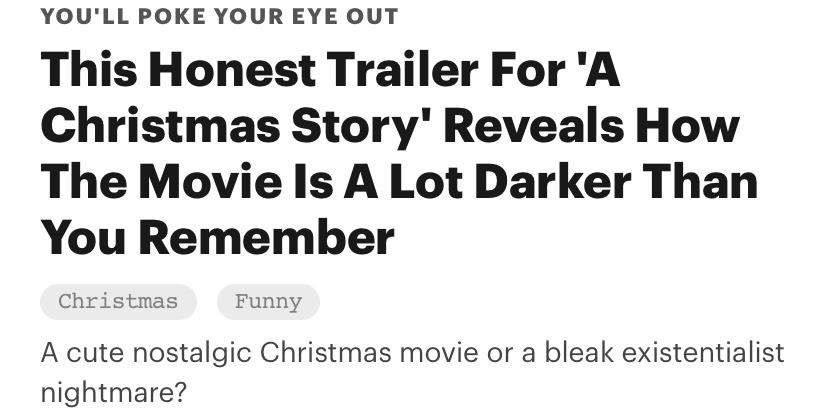 YOU'LL POKE YOUR EYE OUT
This Honest Trailer For 'A
Christmas Story' Reveals How
The Movie Is A Lot Darker Than
You Remember
Christmas Funny
A cute nostalgic Christmas movie or a bleak existentialist
nightmare?